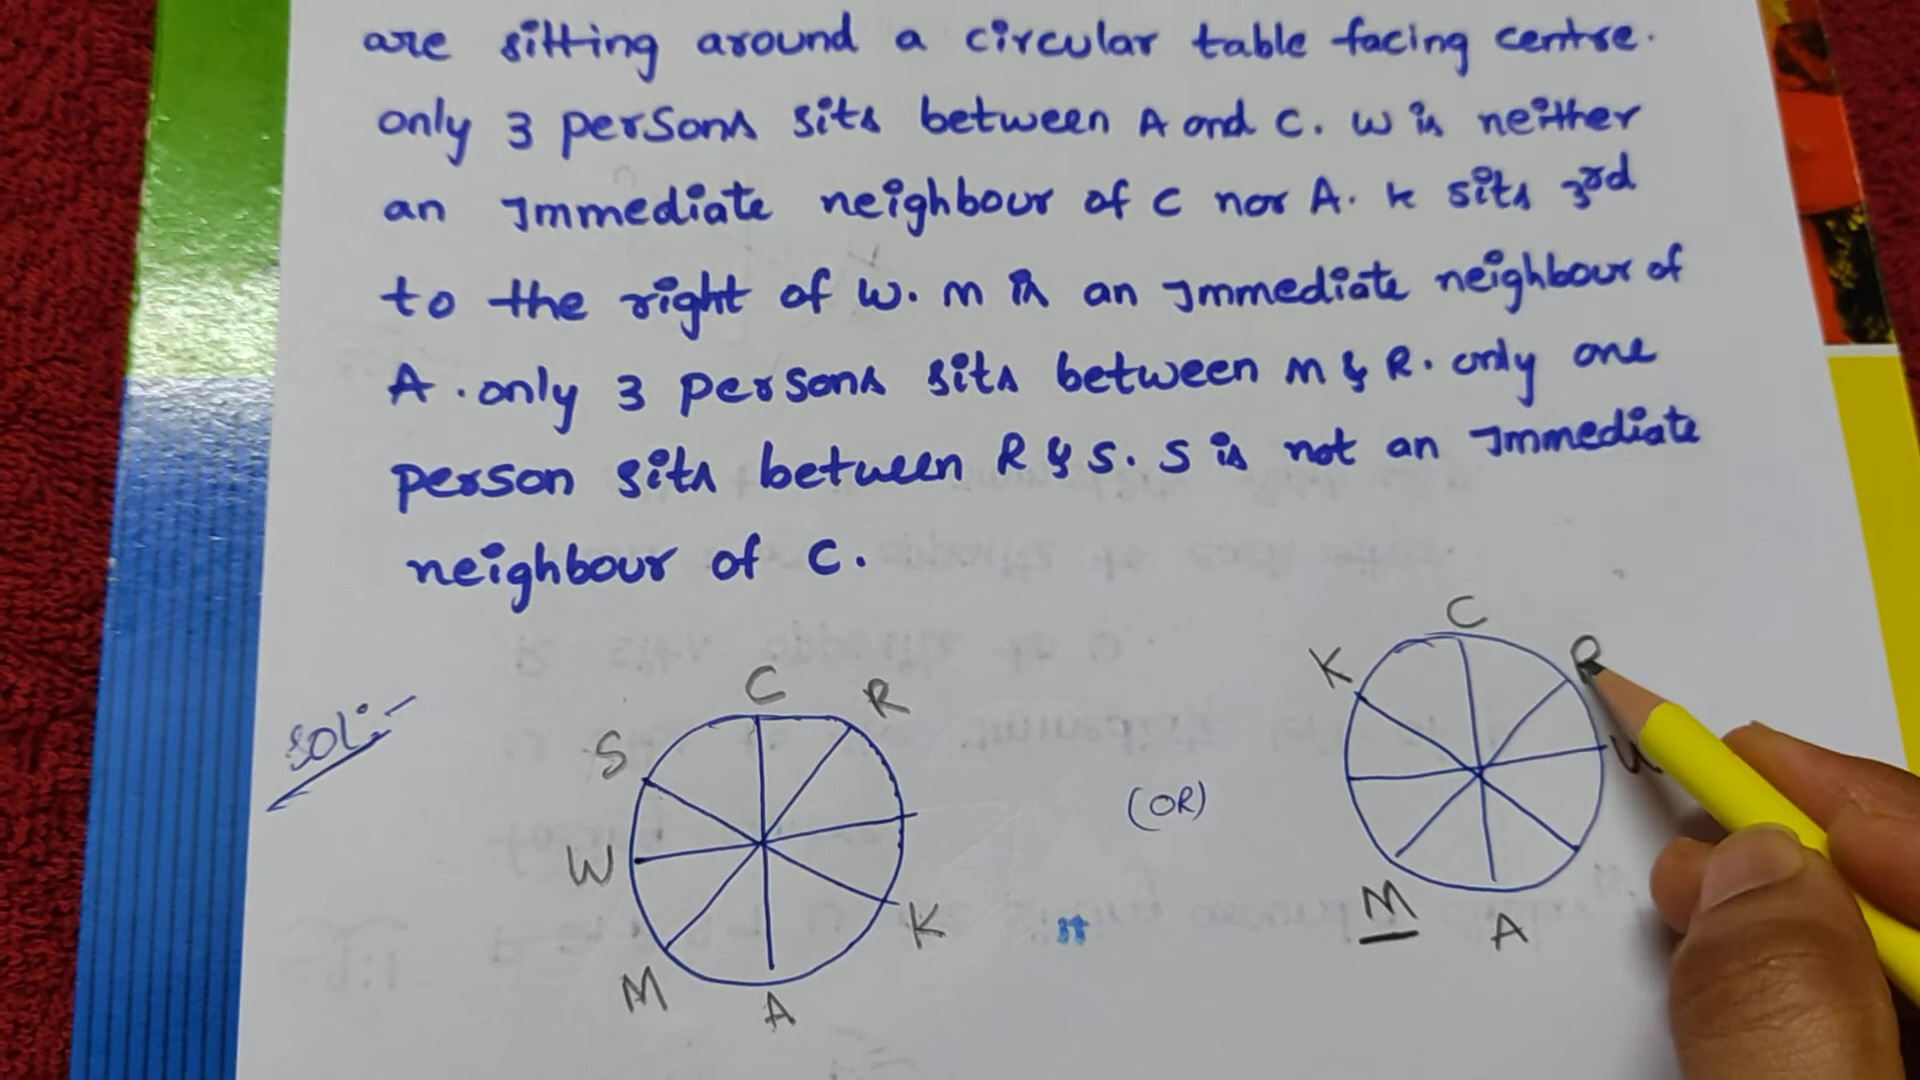 are sitting around a circular table facing centre.
only 3 persons sits between A and C. W is neither
an Immediate neighbour of C nor A. K sits 3rd
to the right of W. M is an Immediate neighbour of
A. only 3 persons sits between M & R. only one
person sits between R & S. S is not an Immediate
neighbour of C.
SOL:-
C
R
S
W
K
M
A
(OR)
C
K
R
M
A